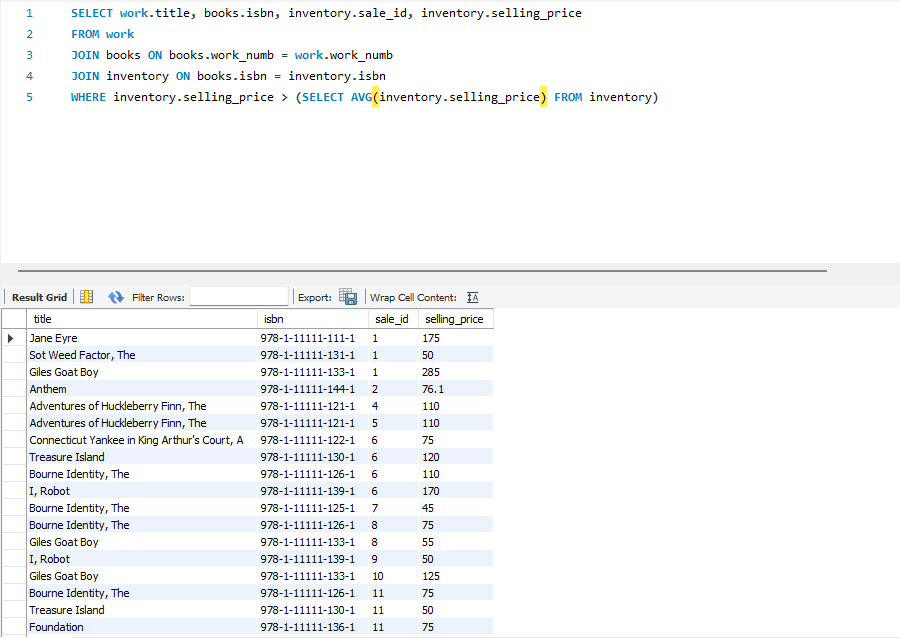 1 SELECT work.title, books.isbn, inventory.sale_id, inventory.selling_price
2 FROM work
3 JOIN books ON books.work_numb = work.work_numb
4 JOIN inventory ON books.isbn = inventory.isbn
5 WHERE inventory.selling_price > (SELECT AVG(inventory.selling_price) FROM inventory)
Result Grid Filter Rows: Export: Wrap Cell Content: IA
title isbn sale_id selling_price
Jane Eyre 978-1-11111-111-1 1 175
Sot Weed Factor, The 978-1-11111-131-1 1 50
Giles Goat Boy 978-1-11111-133-1 1 285
Anthem 978-1-11111-144-1 2 76.1
Adventures of Huckleberry Finn, The 978-1-11111-121-1 4 110
Adventures of Huckleberry Finn, The 978-1-11111-121-1 5 110
Connecticut Yankee in King Arthur's Court, A 978-1-11111-122-1 6 75
Treasure Island 978-1-11111-130-1 6 120
Bourne Identity, The 978-1-11111-126-1 6 110
I, Robot 978-1-11111-139-1 6 170
Bourne Identity, The 978-1-11111-125-1 7 45
Bourne Identity, The 978-1-11111-126-1 8 75
Giles Goat Boy 978-1-11111-133-1 8 55
I, Robot 978-1-11111-139-1 9 50
Giles Goat Boy 978-1-11111-133-1 10 125
Bourne Identity, The 978-1-11111-126-1 11 75
Treasure Island 978-1-11111-130-1 11 50
Foundation 978-1-11111-136-1 11 75